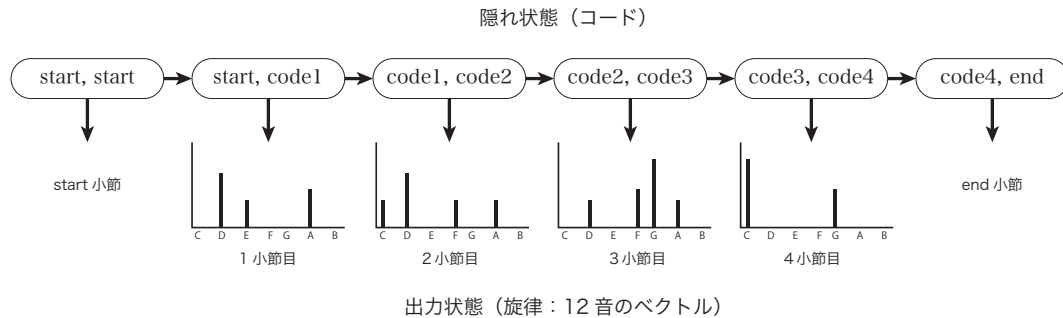 隠れ状態（コード）
start, start
start, code1
code1, code2
code2, code3
code3, code4
code4, end
start 小節
C D E F G A B
1 小節目
C D E F G A B
2 小節目
C D E F G A B
3 小節目
C D E F G A B
4 小節目
end 小節
出力状態（旋律：12 音のベクトル）